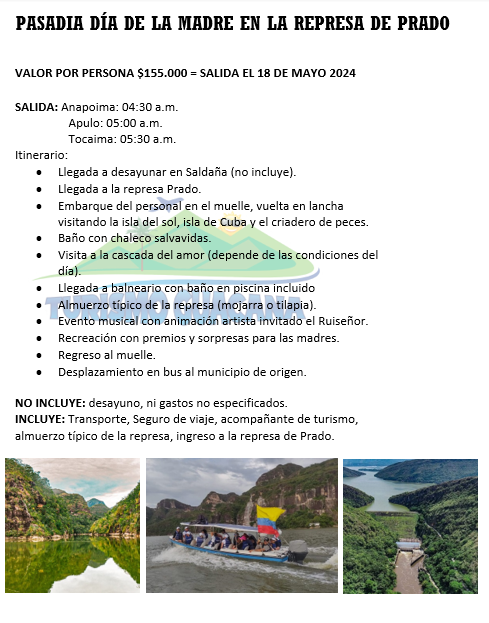 PASADIA DÍA DE LA MADRE EN LA REPRESA DE PRADO
VALOR POR PERSONA $155.000 = SALIDA EL 18 DE MAYO 2024
SALIDA: Anapoima: 04:30 a.m.
Apulo: 05:00 a.m.
Tocaima: 05:30 a.m.
Itinerario:
• Llegada a desayunar en Saldaña (no incluye).
• Llegada a la represa Prado.
• Embarque del personal en el muelle, vuelta en lancha
visitando la isla del sol, isla de Cuba y el criadero de peces.
• Baño con chaleco salvavidas.
• Visita a la cascada del amor (depende de las condiciones del
día).
• Llegada a balneario con baño en piscina incluido
TURISMO GUACANA
• Almuerzo típico de la represa (mojarra o tilapia).
• Evento musical con animación artista invitado el Ruiseñor.
• Recreación con premios y sorpresas para las madres.
• Regreso al muelle.
• Desplazamiento en bus al municipio de origen.
NO INCLUYE: desayuno, ni gastos no especificados.
INCLUYE: Transporte, Seguro de viaje, acompañante de turismo,
almuerzo típico de la represa, ingreso a la represa de Prado.